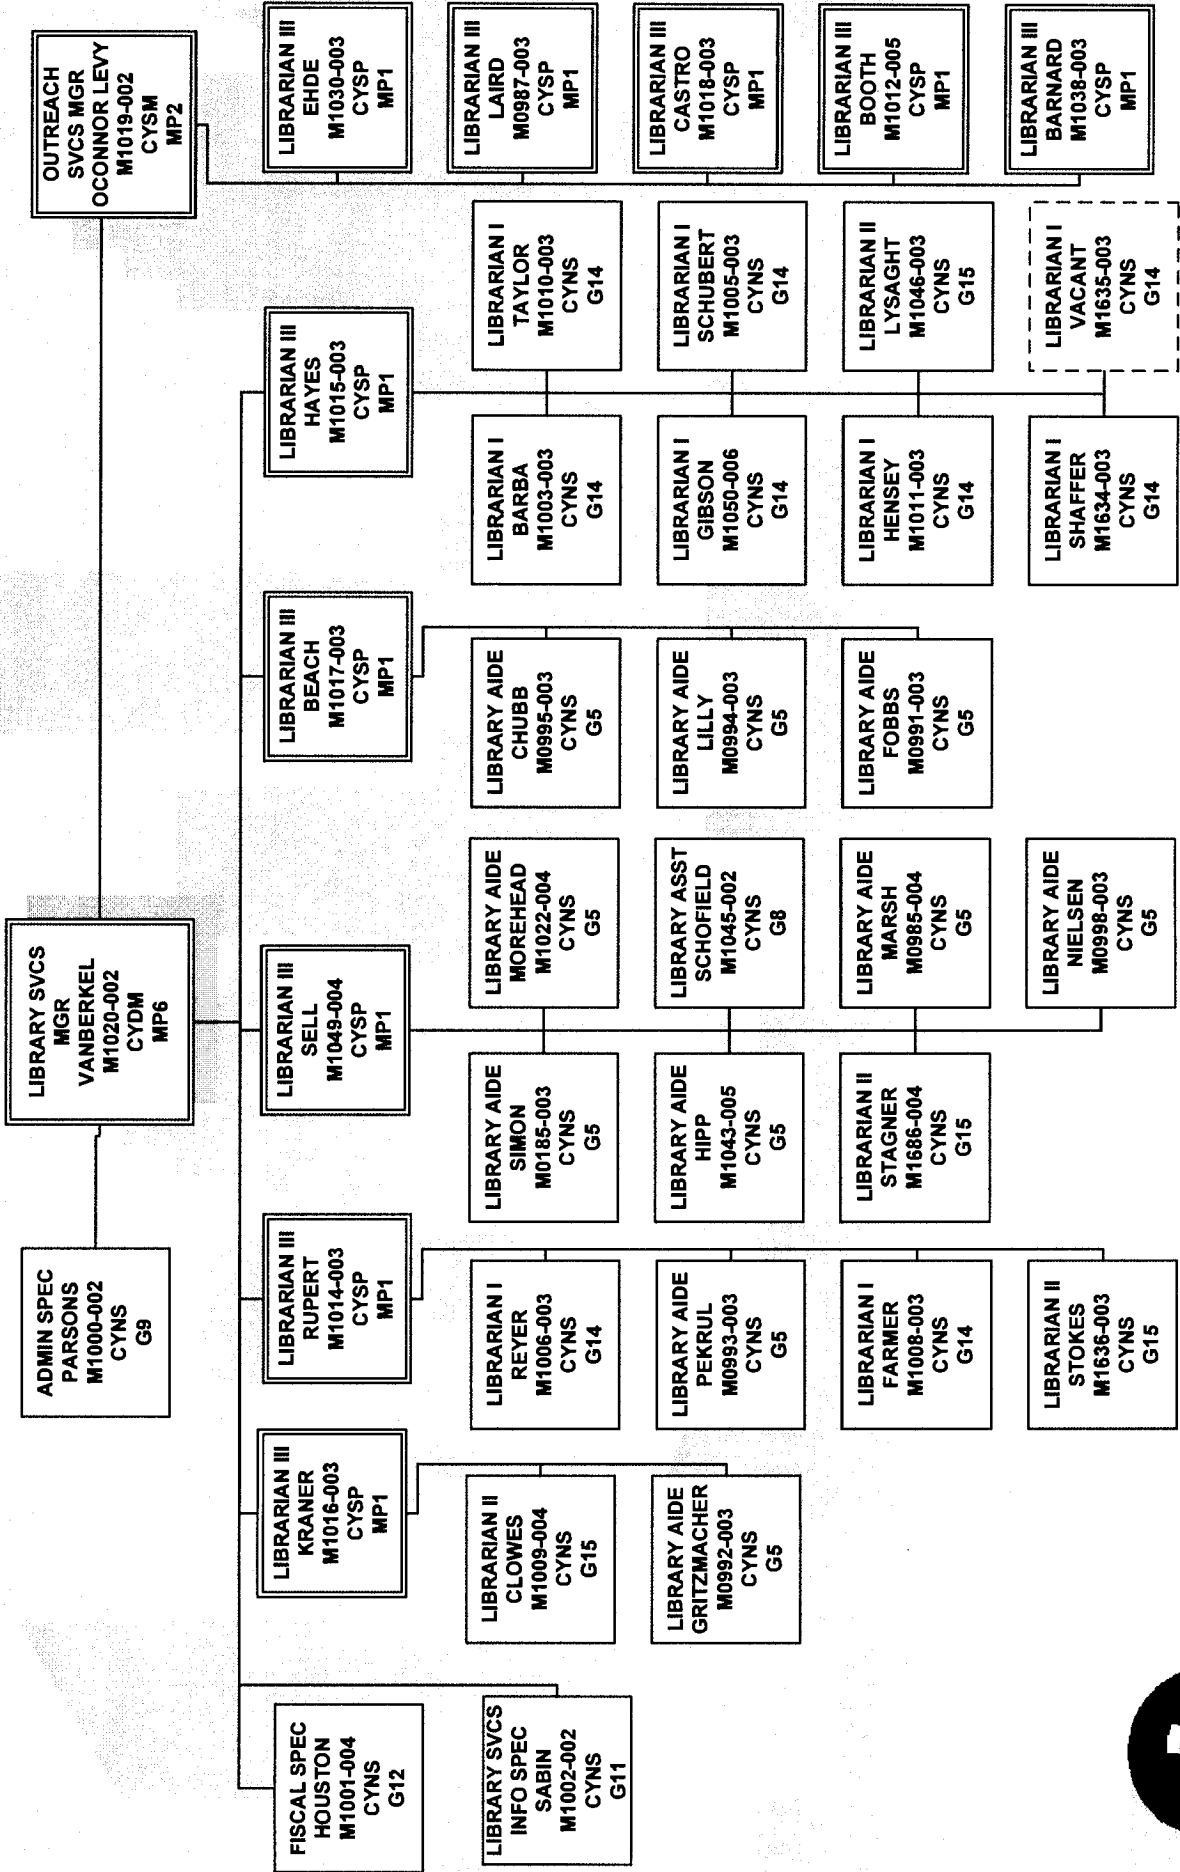 LIBRARY SVCS
MGR
VANBERKEL
M1020-002
CYDM
MP6
ADMIN SPEC
PARSONS
M1000-002
CYNS
G9
OUTREACH
SVCS MGR
OCONNOR LEVY
M1019-002
CYSM
MP2
FISCAL SPEC
HOUSTON
M1001-004
CYNS
G12
LIBRARY SVCS
INFO SPEC
SABIN
M1002-002
CYNS
G11
LIBRARIAN III
KRANER
M1016-003
CYSP
MP1
LIBRARIAN II
CLOWES
M1009-004
CYNS
G15
LIBRARY AIDE
GRITZMACHER
M0992-003
CYNS
G5
LIBRARIAN III
RUPERT
M1014-003
CYSP
MP1
LIBRARIAN I
REYER
M1006-003
CYNS
G14
LIBRARY AIDE
PEKRUL
M0993-003
CYNS
G5
LIBRARIAN I
FARMER
M1008-003
CYNS
G14
LIBRARIAN II
STOKES
M1636-003
CYNS
G15
LIBRARIAN III
SELL
M1049-004
CYSP
MP1
LIBRARY AIDE
SIMON
M0185-003
CYNS
G5
LIBRARY AIDE
MOREHEAD
M1022-004
CYNS
G5
LIBRARY AIDE
HIPP
M1043-005
CYNS
G5
LIBRARY ASST
SCHOFIELD
M1045-002
CYNS
G8
LIBRARIAN II
STAGNER
M1686-004
CYNS
G15
LIBRARY AIDE
MARSH
M0985-004
CYNS
G5
LIBRARY AIDE
NIELSEN
M0998-003
CYNS
G5
LIBRARIAN III
BEACH
M1017-003
CYSP
MP1
LIBRARY AIDE
CHUBB
M0995-003
CYNS
G5
LIBRARY AIDE
LILLY
M0994-003
CYNS
G5
LIBRARY AIDE
FOBBS
M0991-003
CYNS
G5
LIBRARIAN III
HAYES
M1015-003
CYSP
MP1
LIBRARIAN I
BARBA
M1003-003
CYNS
G14
LIBRARIAN I
TAYLOR
M1010-003
CYNS
G14
LIBRARIAN I
GIBSON
M1050-006
CYNS
G14
LIBRARIAN I
SCHUBERT
M1005-003
CYNS
G14
LIBRARIAN I
HENSEY
M1011-003
CYNS
G14
LIBRARIAN II
LYSAGHT
M1046-003
CYNS
G15
LIBRARIAN I
SHAFFER
M1634-003
CYNS
G14
LIBRARIAN I
VACANT
M1635-003
CYNS
G14
LIBRARIAN III
EHDE
M1030-003
CYSP
MP1
LIBRARIAN III
LAIRD
M0987-003
CYSP
MP1
LIBRARIAN III
CASTRO
M1018-003
CYSP
MP1
LIBRARIAN III
BOOTH
M1012-005
CYSP
MP1
LIBRARIAN III
BARNARD
M1038-003
CYSP
MP1